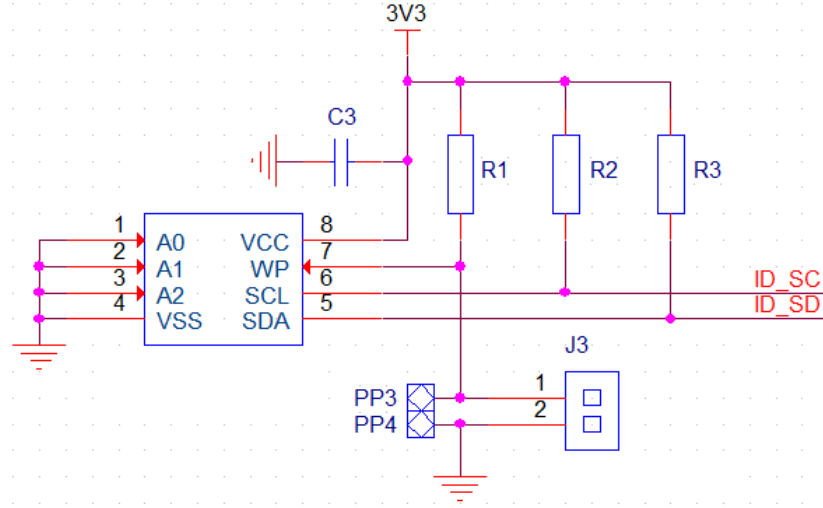 3V3
C3
R1
R2
R3
1 A0 VCC 8
2 A1 WP 7
3 A2 SCL 6 ID_SC
4 VSS SDA 5 ID_SD
J3
PP3 1
PP4 2